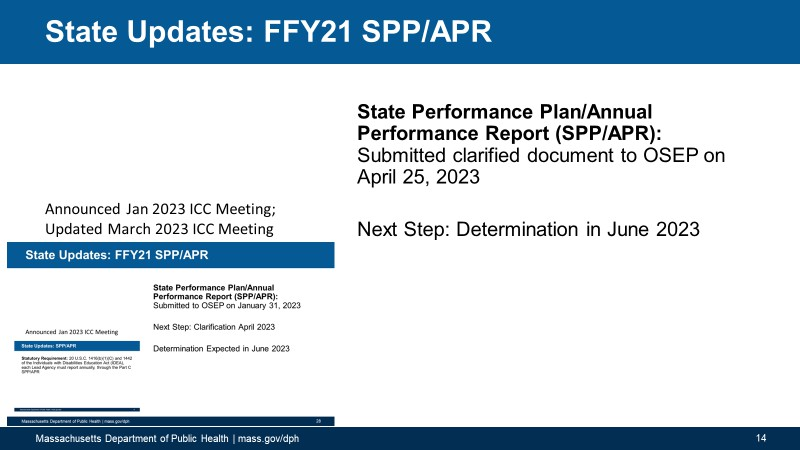 State Updates: FFY21 SPP/APR
State Performance Plan/Annual
Performance Report (SPP/APR):
Submitted clarified document to OSEP on
April 25, 2023
Next Step: Determination in June 2023
Announced Jan 2023 ICC Meeting;
Updated March 2023 ICC Meeting
State Updates: FFY21 SPP/APR
State Performance Plan/Annual
Performance Report (SPP/APR):
Submitted to OSEP on January 31, 2023
Next Step: Clarification April 2023
Determination Expected in June 2023
Announced Jan 2023 ICC Meeting
State Updates: SPP/APR
Statutory Requirement: 20 U.S.C. 1416(b)(1)(C) and 1442
of the Individuals with Disabilities Education Act (IDEA),
each Lead Agency must report annually through the Part C
SPP/APR
Massachusetts Department of Public Health | mass.gov/dph
28
Massachusetts Department of Public Health | mass.gov/dph
14